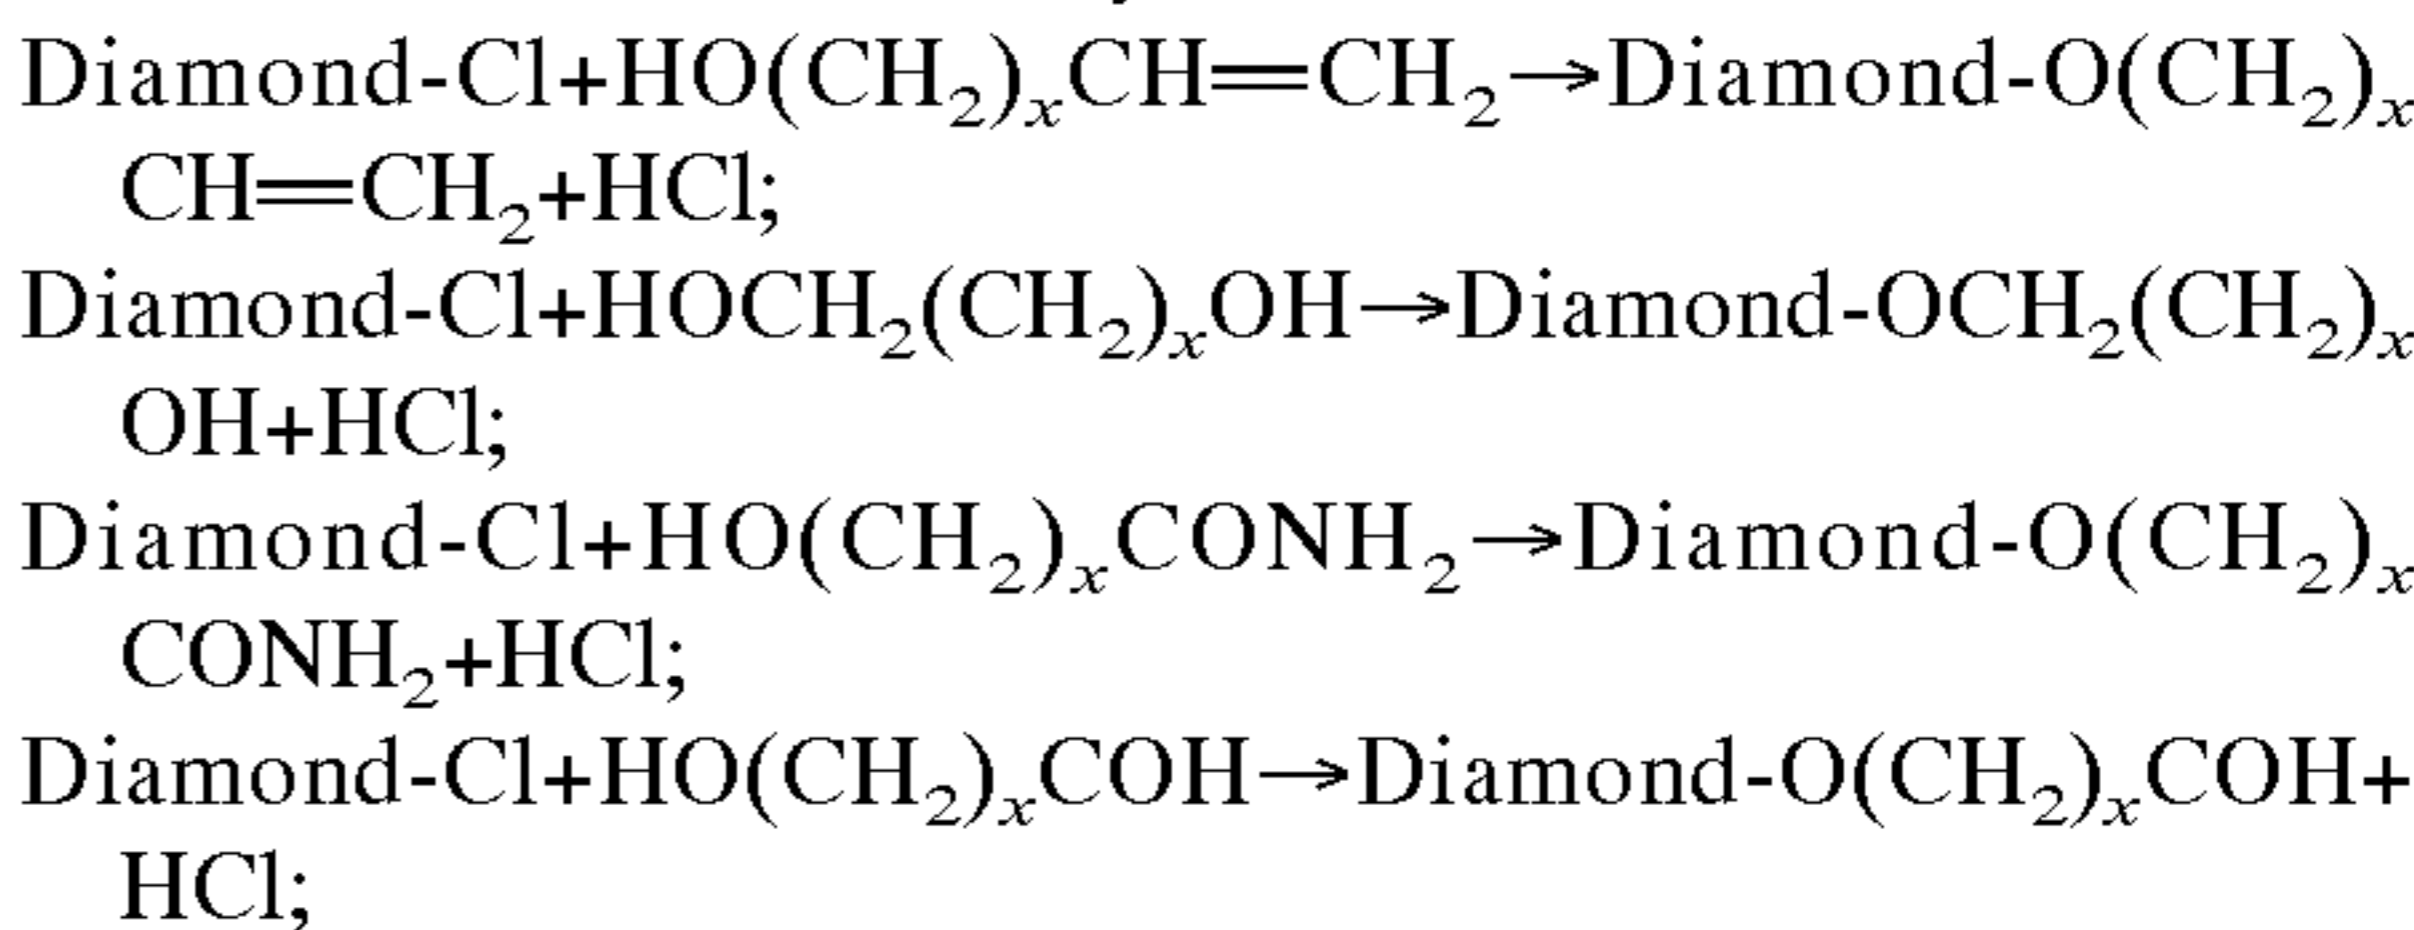 Diamond-Cl+HO(CH₂)ₓCH=CH₂→Diamond-O(CH₂)ₓ
CH=CH₂+HCl;
Diamond-Cl+HOCH₂(CH₂)ₓOH→Diamond-OCH₂(CH₂)ₓ
OH+HCl;
Diamond-Cl+HO(CH₂)ₓCONH₂→Diamond-O(CH₂)ₓ
CONH₂+HCl;
Diamond-Cl+HO(CH₂)ₓCOH→Diamond-O(CH₂)ₓCOH+
HCl;